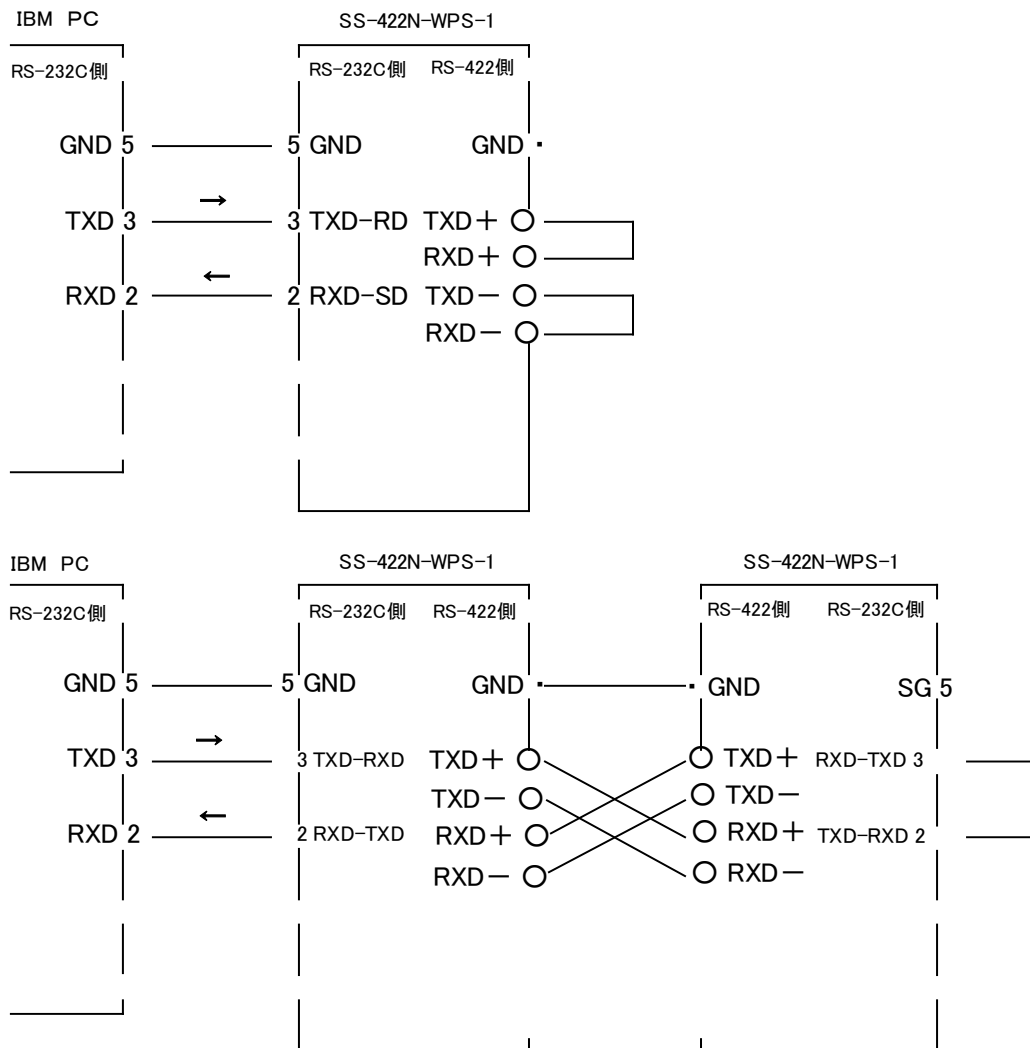 IBM PC SS-422N-WPS-1
RS-232C側 RS-232C側 RS-422側
GND 5 5 GND GND
TXD 3 → 3 TXD-RD TXD+
RXD+
RXD 2 ← 2 RXD-SD TXD-
RXD-
IBM PC SS-422N-WPS-1 SS-422N-WPS-1
RS-232C側 RS-232C側 RS-422側 RS-422側 RS-232C側
GND 5 5 GND GND GND SG 5
TXD 3 → 3 TXD-RXD TXD+ TXD+ RXD-TXD 3
TXD- TXD-
RXD 2 ← 2 RXD-TXD RXD+ RXD+ TXD-RXD 2
RXD- RXD-